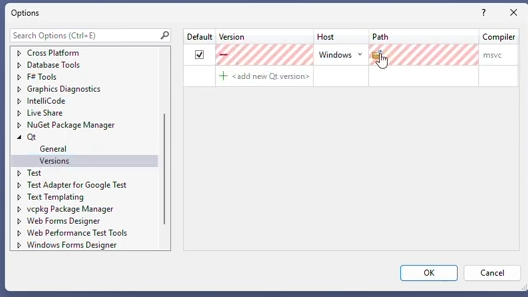 Options
Search Options (Ctrl+E)
Default Version Host Path Compiler
Cross Platform
Database Tools
F# Tools
Graphics Diagnostics
IntelliCode
Live Share
NuGet Package Manager
Qt
General
Versions
Test
Test Adapter for Google Test
Text Templating
vcpkg Package Manager
Web Forms Designer
Web Performance Test Tools
Windows Forms Designer
Windows msvc
<add new Qt version>
OK Cancel